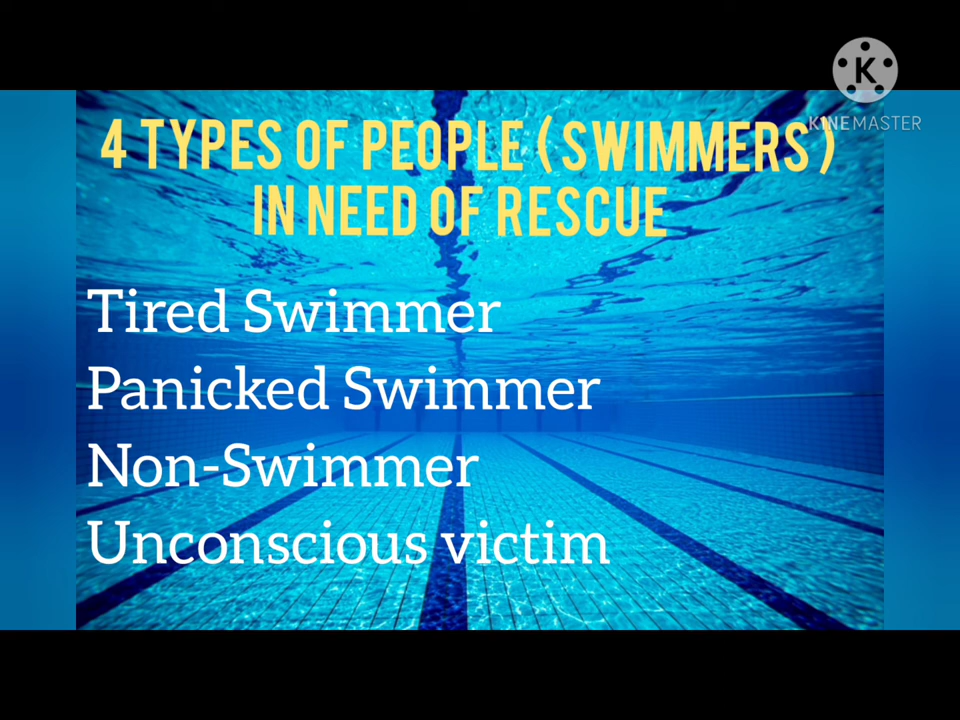 K
KINEMASTER
4 TYPES OF PEOPLE (SWIMMERS)
IN NEED OF RESCUE
Tired Swimmer
Panicked Swimmer
Non-Swimmer
Unconscious victim